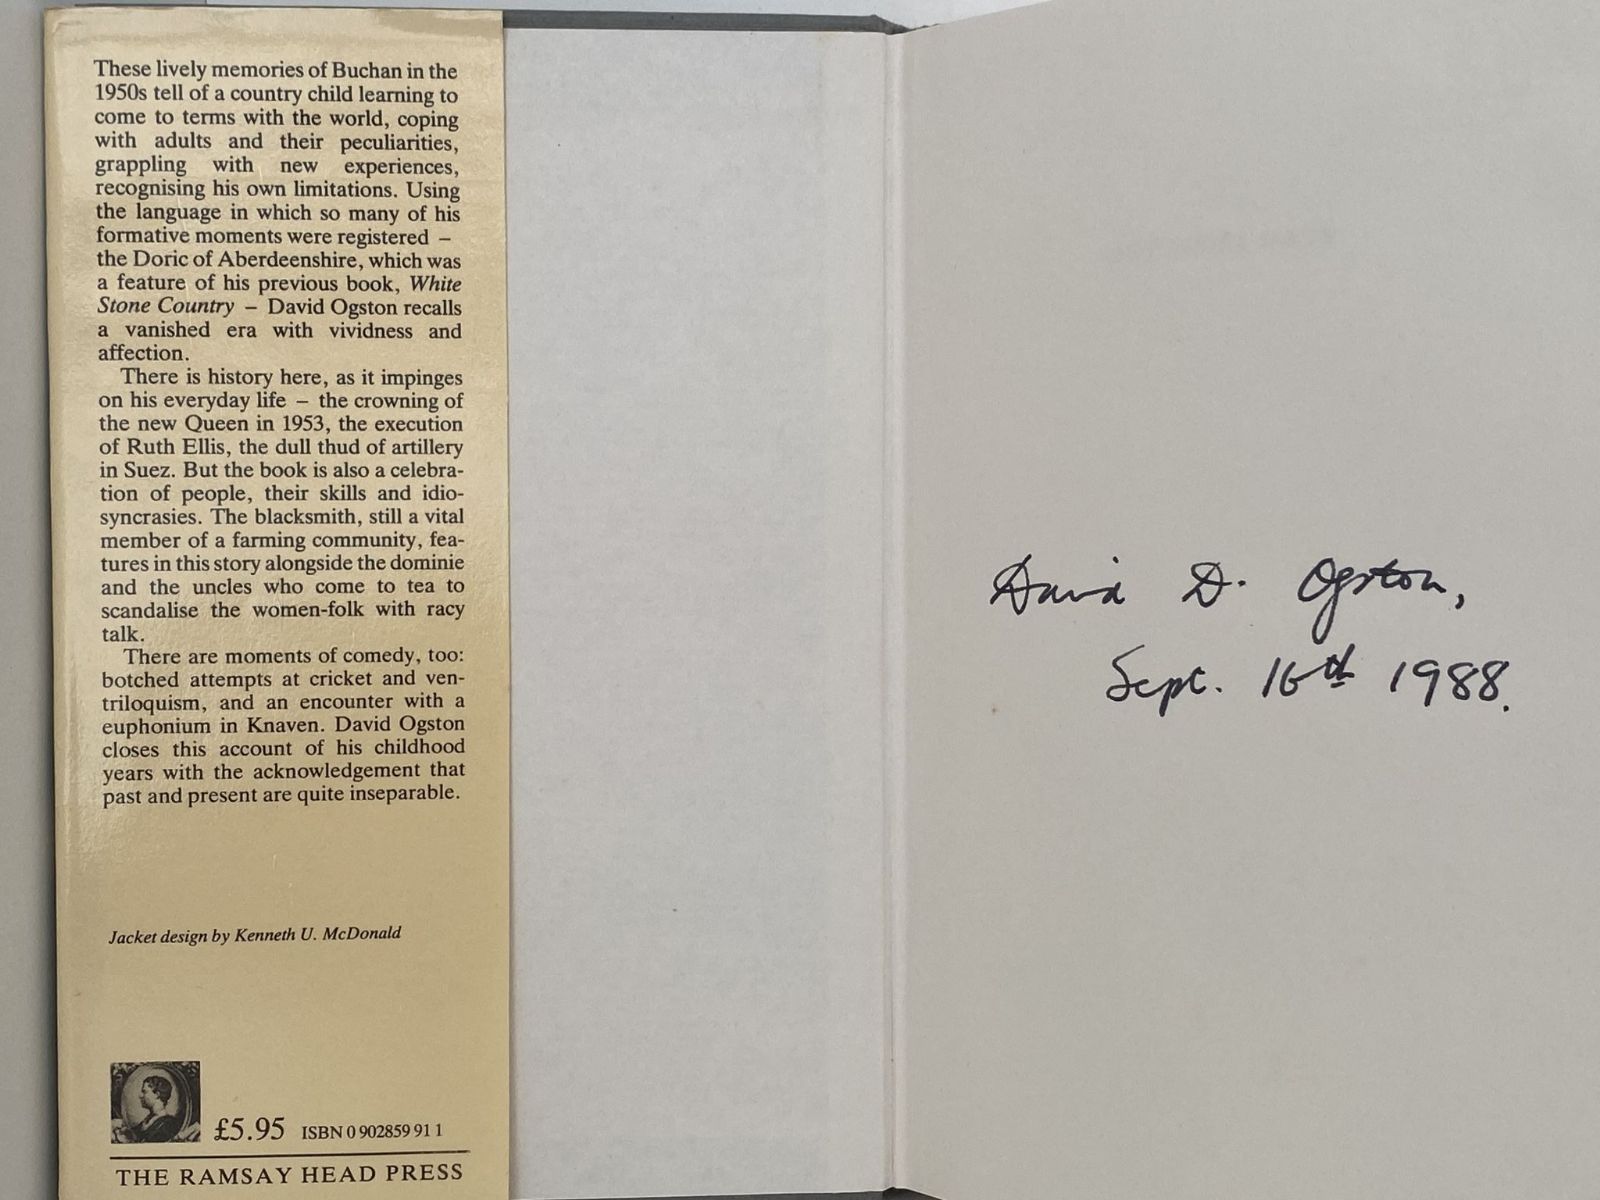 These lively memories of Buchan in the
1950s tell of a country child learning to
come to terms with the world, coping
with adults and their peculiarities,
grappling with new experiences,
recognising his own limitations. Using
the language in which so many of his
formative moments were registered –
the Doric of Aberdeenshire, which was
a feature of his previous book, White
Stone Country – David Ogston recalls
a vanished era with vividness and
affection.
There is history here, as it impinges
on his everyday life – the crowning of
the new Queen in 1953, the execution
of Ruth Ellis, the dull thud of artillery
in Suez. But the book is also a celebra-
tion of people, their skills and idio-
syncrasies. The blacksmith, still a vital
member of a farming community, fea-
tures in this story alongside the dominie
and the uncles who come to tea to
scandalise the women-folk with racy
talk.
There are moments of comedy, too:
botched attempts at cricket and ven-
triloquism, and an encounter with a
euphonium in Knaven. David Ogston
closes this account of his childhood
years with the acknowledgement that
past and present are quite inseparable.
Jacket design by Kenneth U. McDonald
£5.95 ISBN 0 902859 91 1
THE RAMSAY HEAD PRESS
David D. Ogston,
Sept. 16th 1988.